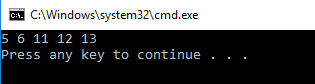 C:\Windows\system32\cmd.exe
5 6 11 12 13
Press any key to continue . . .